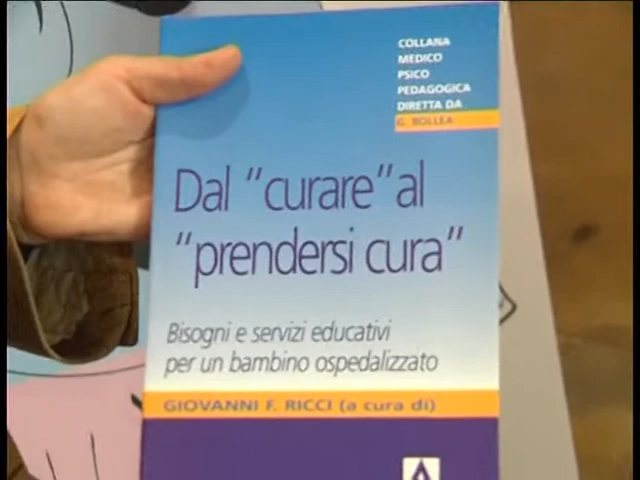 COLLANA
MEDICO
PSICO
PEDAGOGICA
DIRETTA DA
G. BOLLEA
Dal "curare" al
"prendersi cura"
Bisogni e servizi educativi
per un bambino ospedalizzato
GIOVANNI F. RICCI (a cura di)